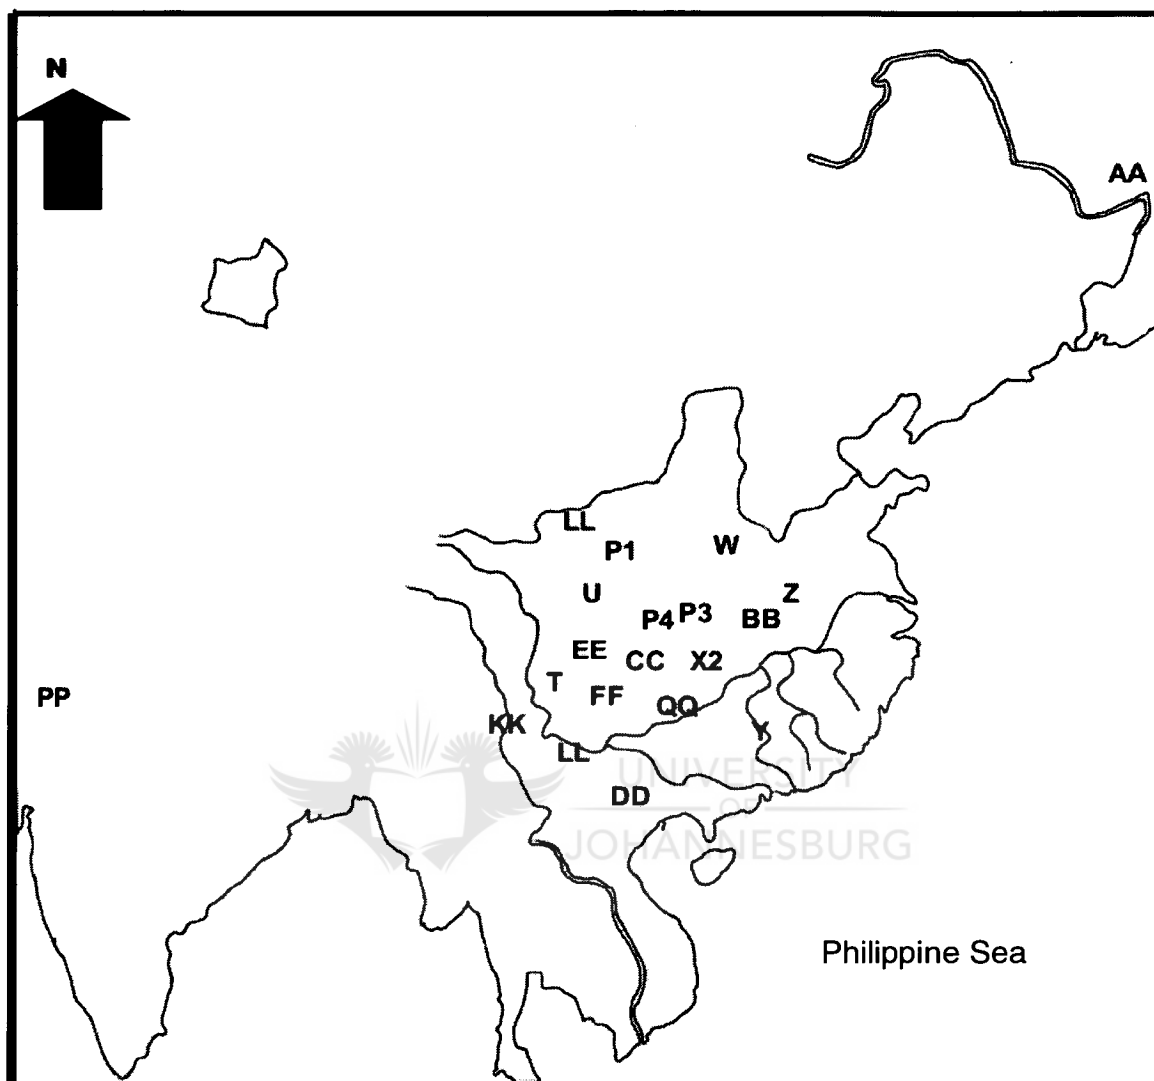 N
AA
LL
P1
W
U
Z
P4
P3
BB
EE
CC
X2
T
FF
PP
QQ
KK
Y
LL
DD
UNIVERSITY
OF
JOHANNESBURG
Philippine Sea